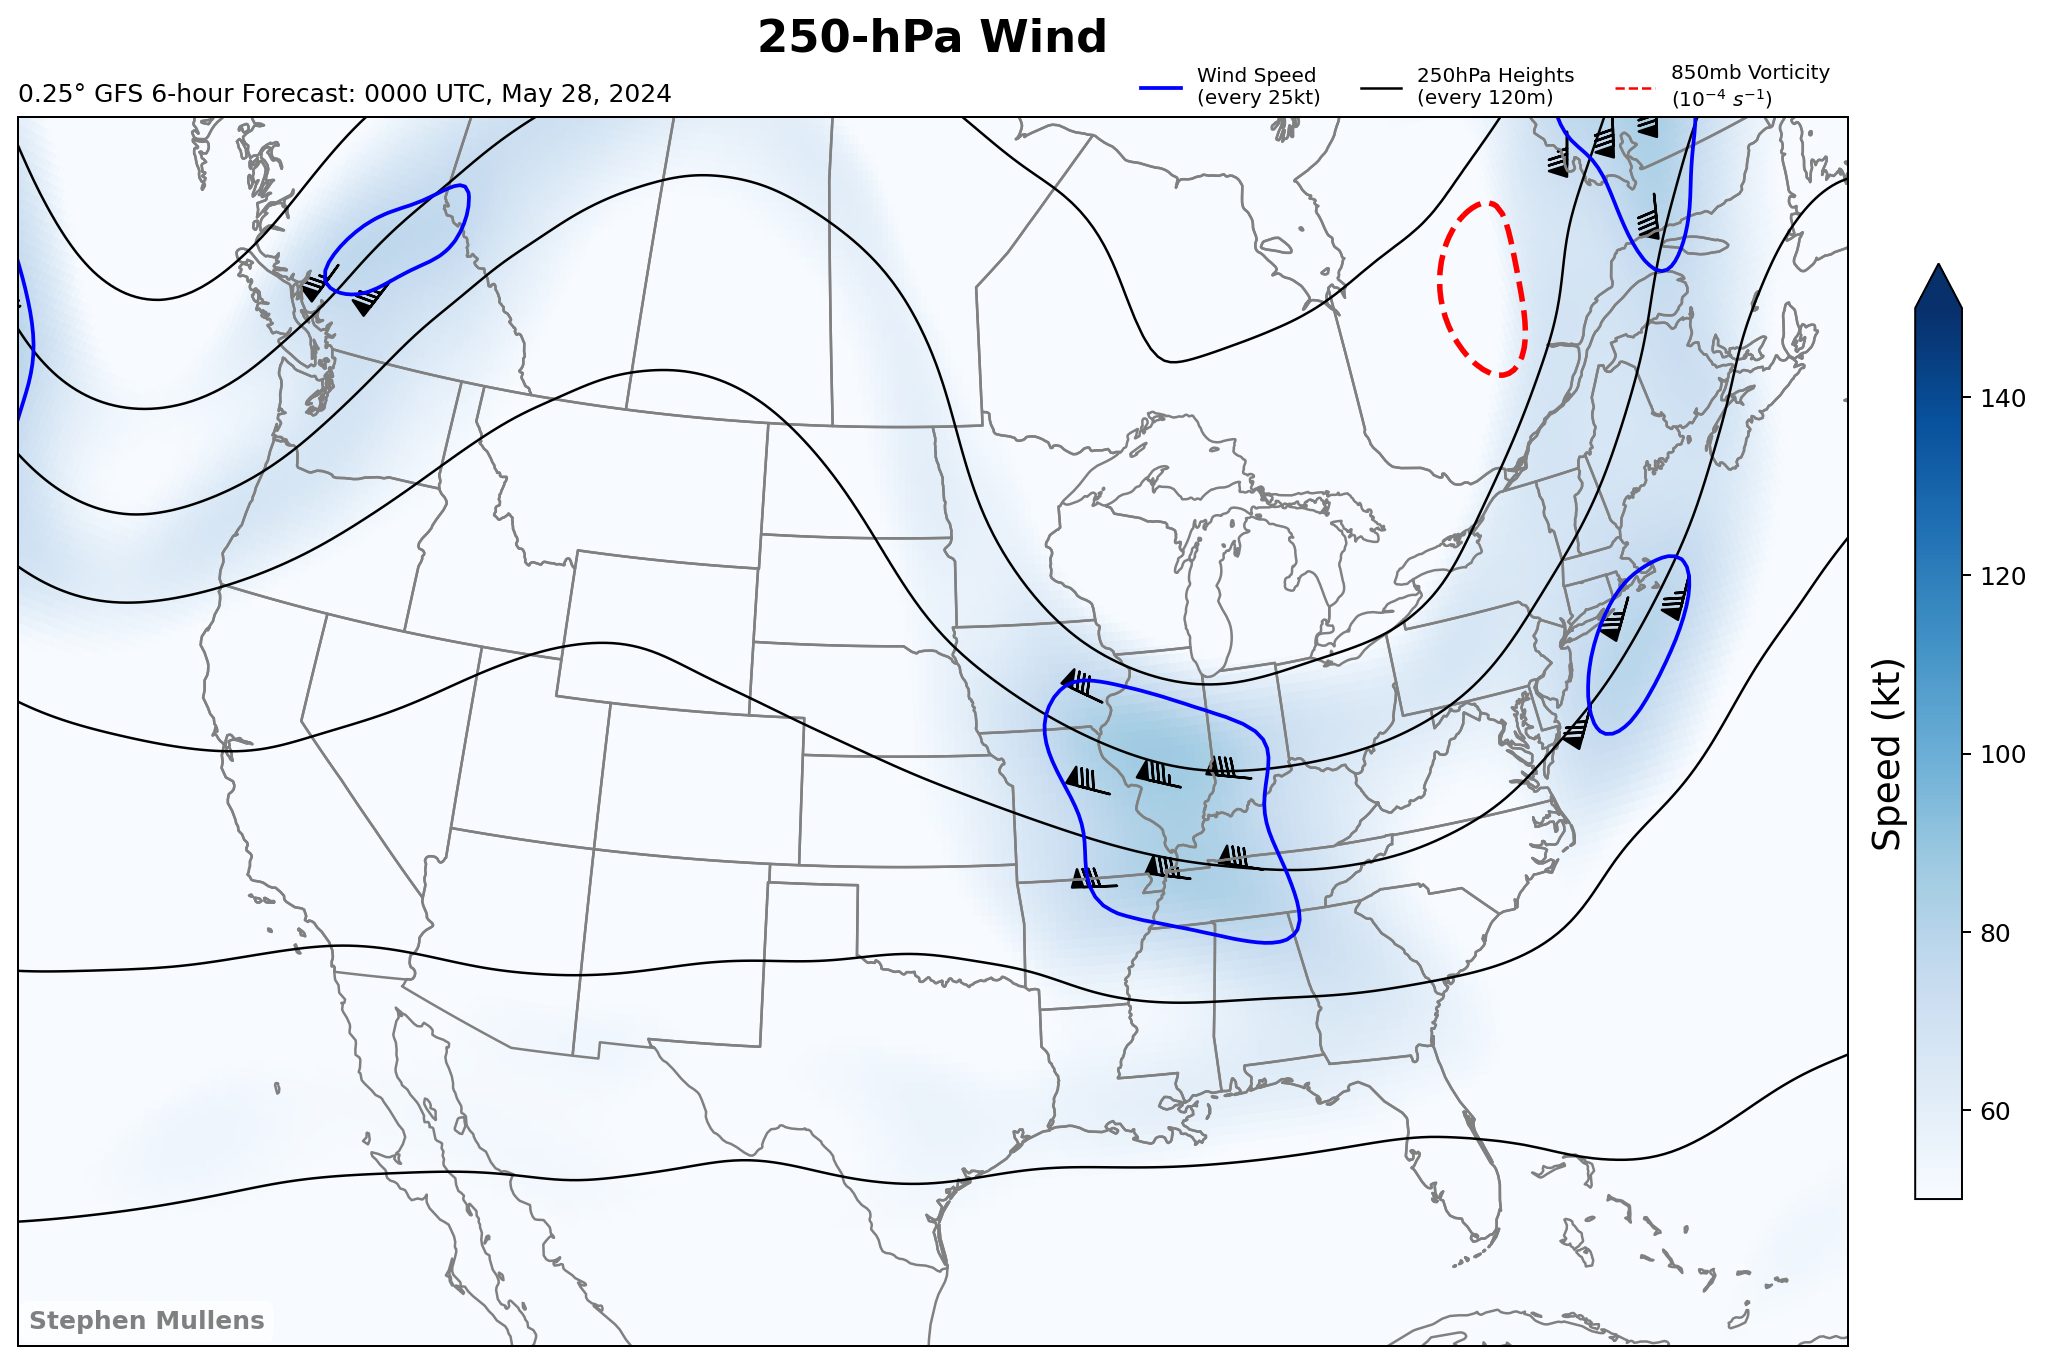 250-hPa Wind
0.25° GFS 6-hour Forecast: 0000 UTC, May 28, 2024
Wind Speed
(every 25kt)
250hPa Heights
(every 120m)
850mb Vorticity
(10⁻⁴ s⁻¹)
140
120
100
80
60
Speed (kt)
Stephen Mullens